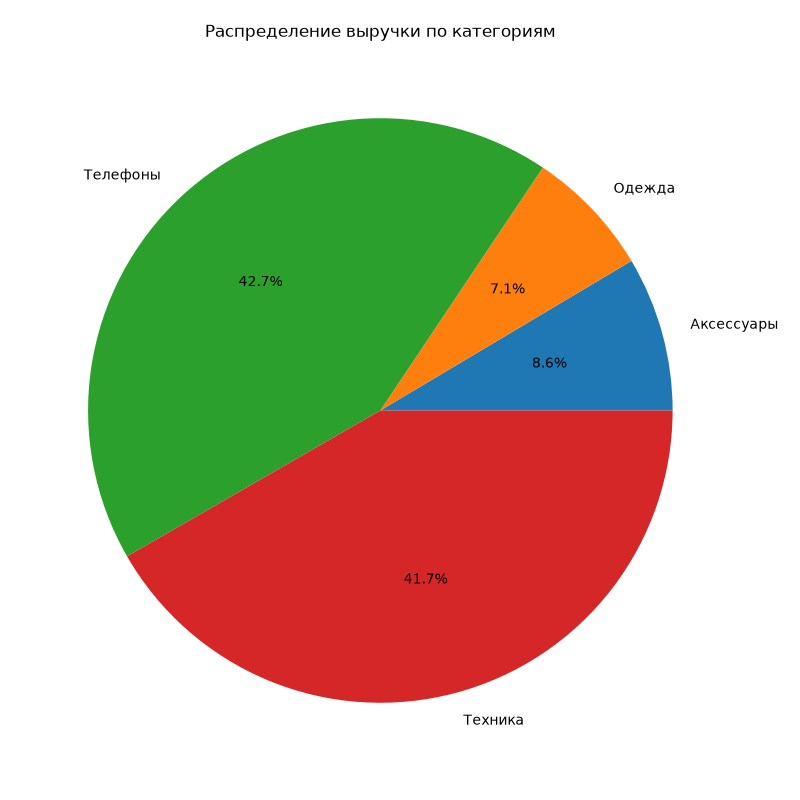 Распределение выручки по категориям
Телефоны
Одежда
42.7%
7.1%
Аксессуары
8.6%
41.7%
Техника